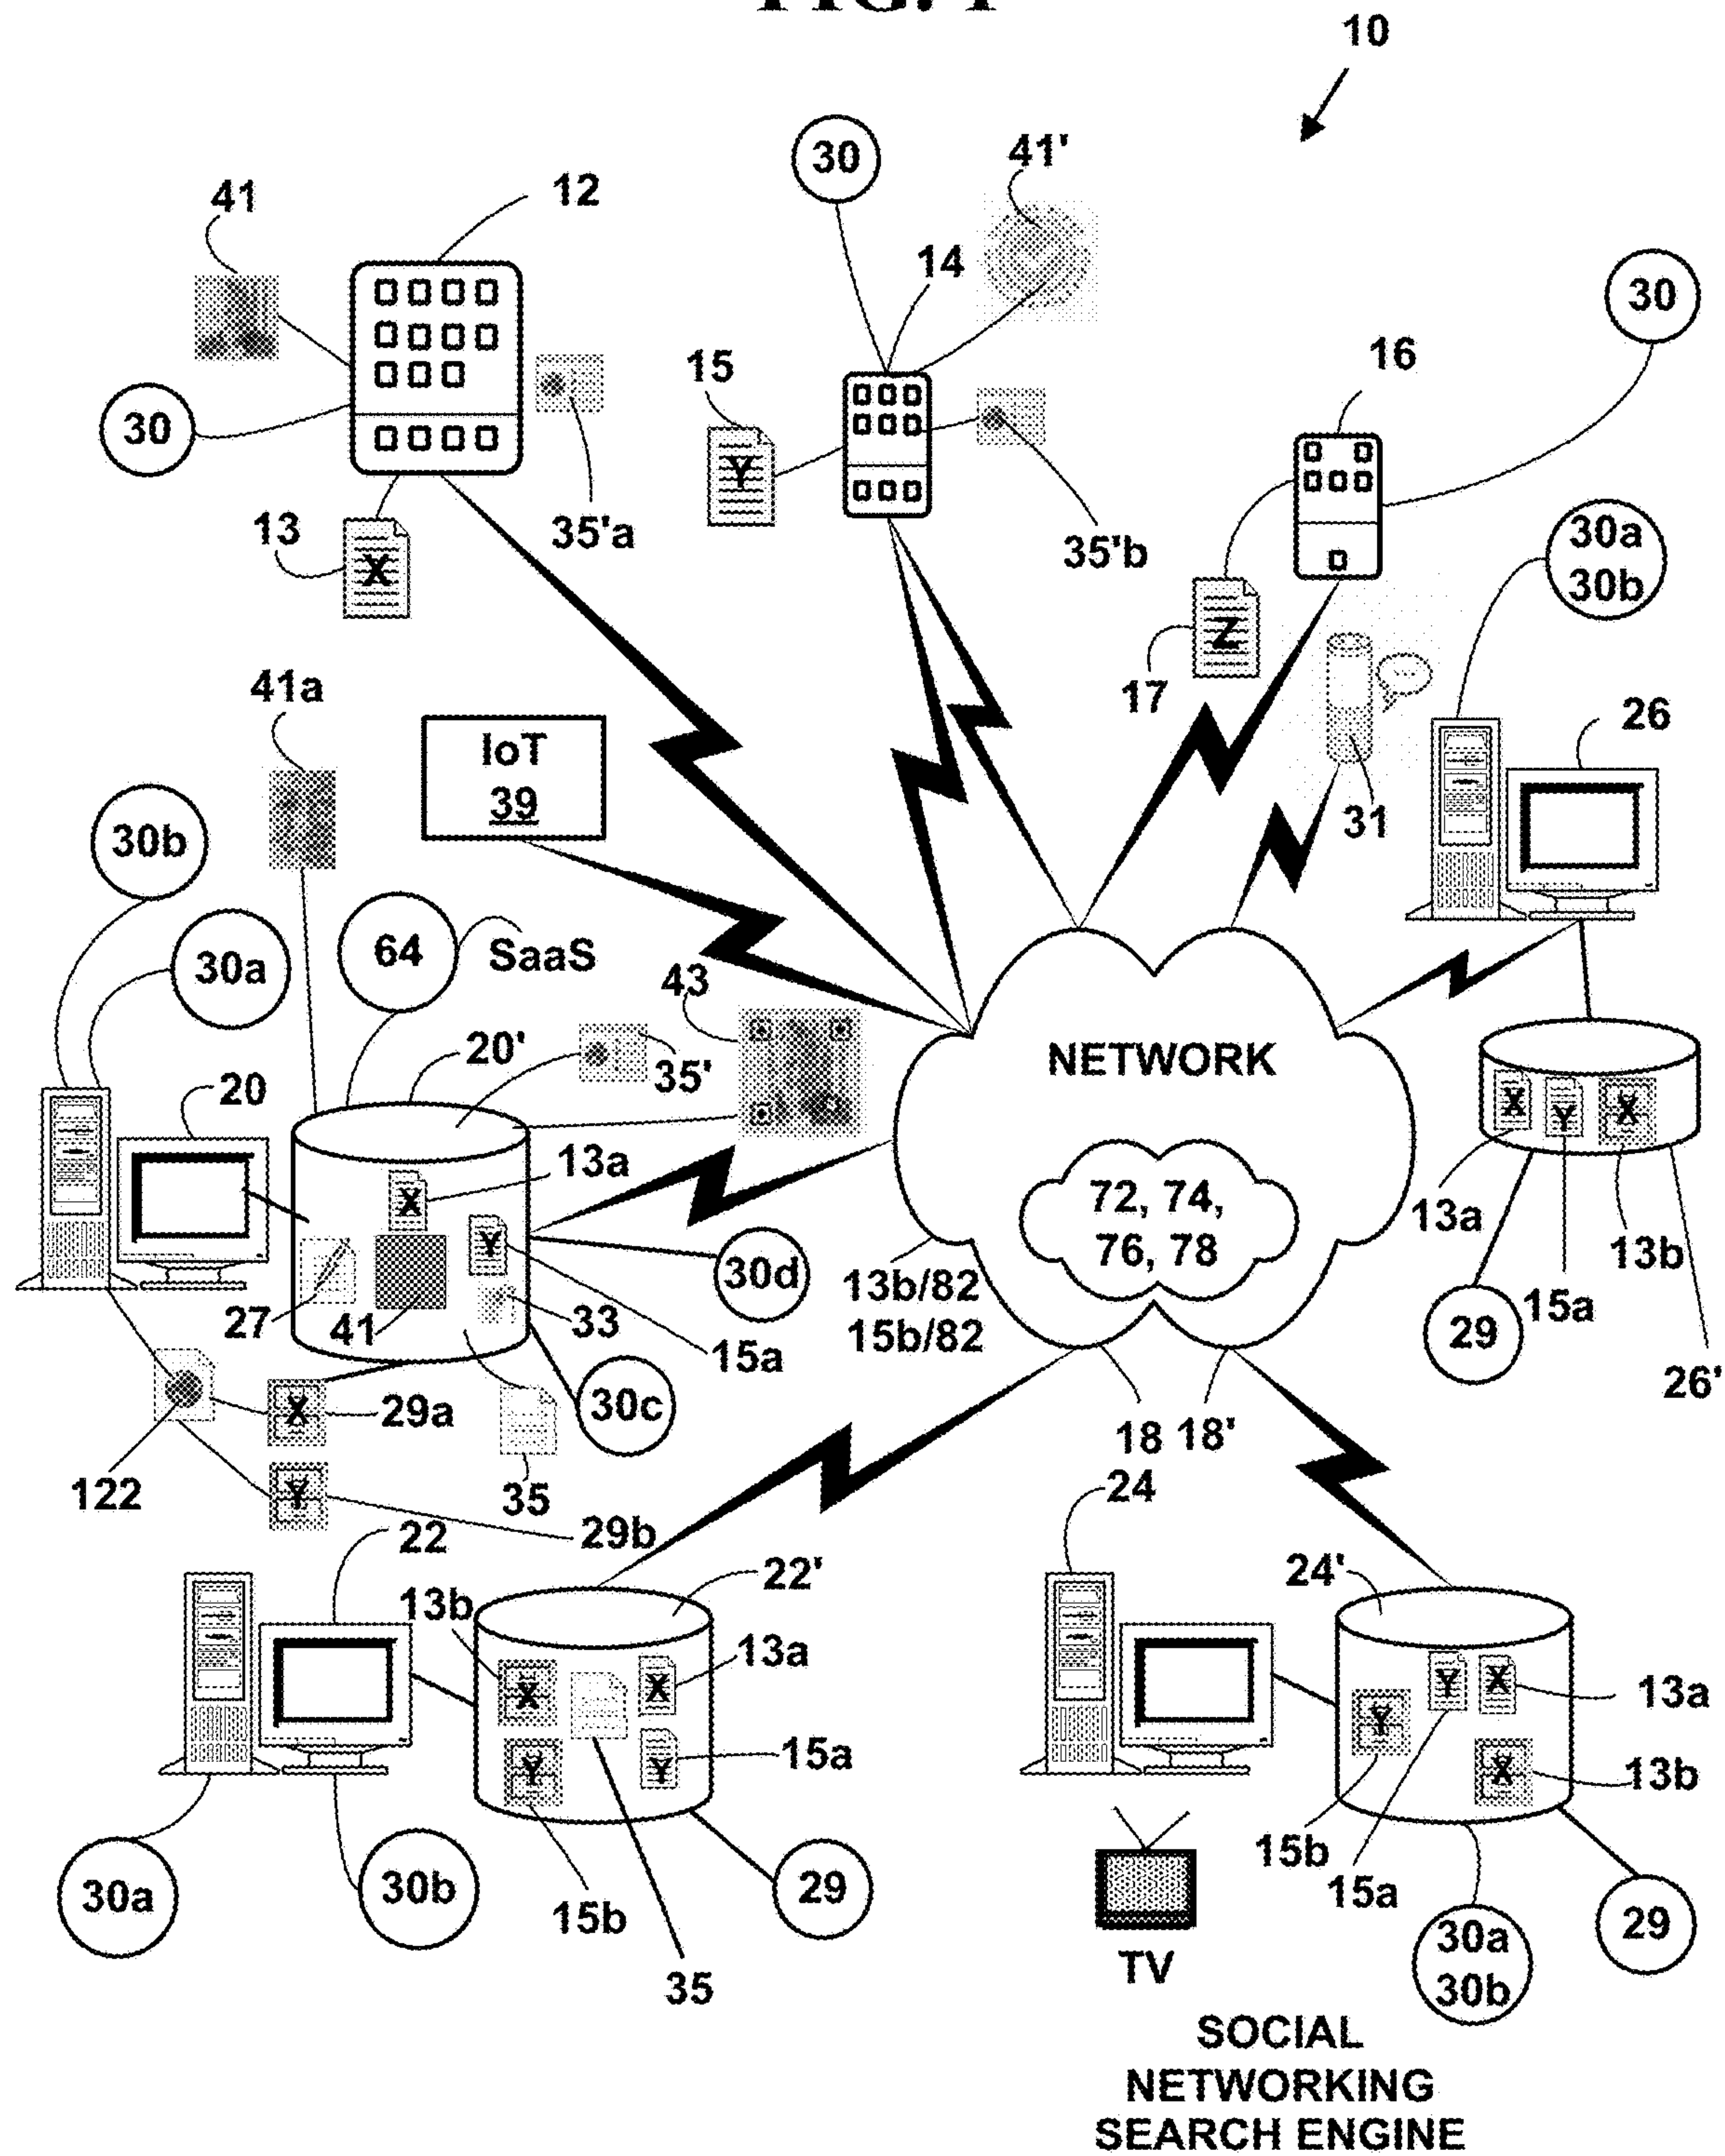 FIG. 1
10
30
41'
41
12
14
30
15
16
30
Y
35'a
35'b
13
X
30a
30b
Z
17
41a
26
IoT
39
31
30b
64
SaaS
30a
43
20'
35'
NETWORK
20
13a
X
X
Y
X
72, 74,
76, 78
Y
13a
13b
30d
13b/82
27
41
33
15a
15b/82
15a
29
26'
X
29a
30c
18
18'
122
Y
35
24
29b
22
22'
24'
13b
13a
X
X
Y
X
13a
Y
Y
Y
15a
X
13b
15b
15a
30a
30b
15b
29
29
30a
30b
TV
35
SOCIAL
NETWORKING
SEARCH ENGINE